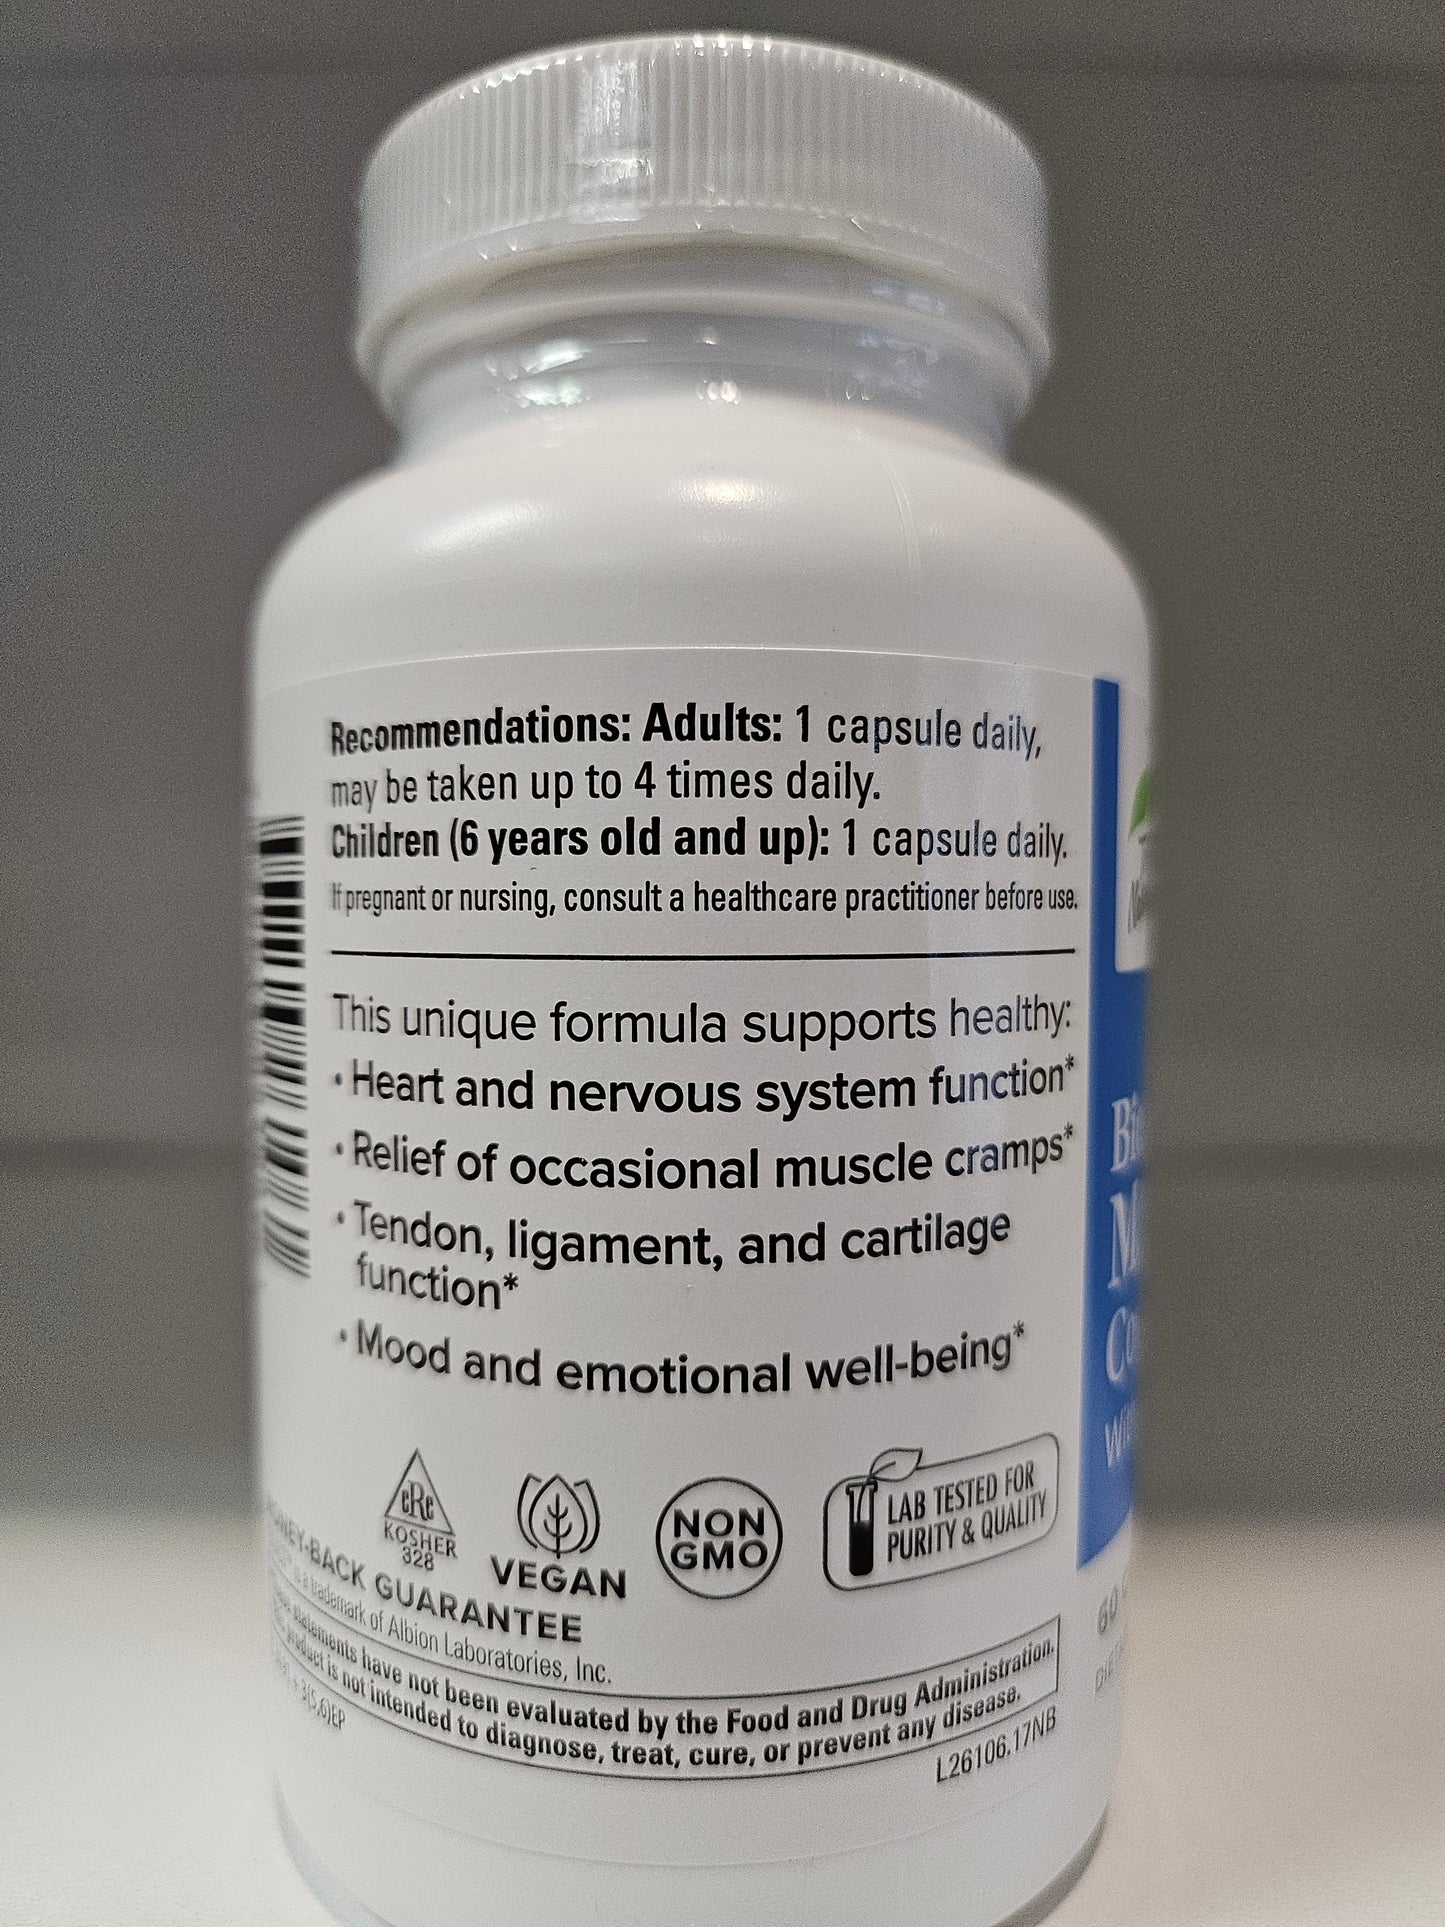 Recommendations: Adults: 1 capsule daily,
may be taken up to 4 times daily.
Children (6 years old and up): 1 capsule daily.
If pregnant or nursing, consult a healthcare practitioner before use.
This unique formula supports healthy:
• Heart and nervous system function*
• Relief of occasional muscle cramps*
• Tendon, ligament, and cartilage
function*
• Mood and emotional well-being*
cRc
KOSHER
328
VEGAN
NON
GMO
LAB TESTED FOR
PURITY & QUALITY
-BACK GUARANTEE
is a trademark of Albion Laboratories, Inc.
statements have not been evaluated by the Food and Drug Administration.
product is not intended to diagnose, treat, cure, or prevent any disease.
L26106.17NB
60